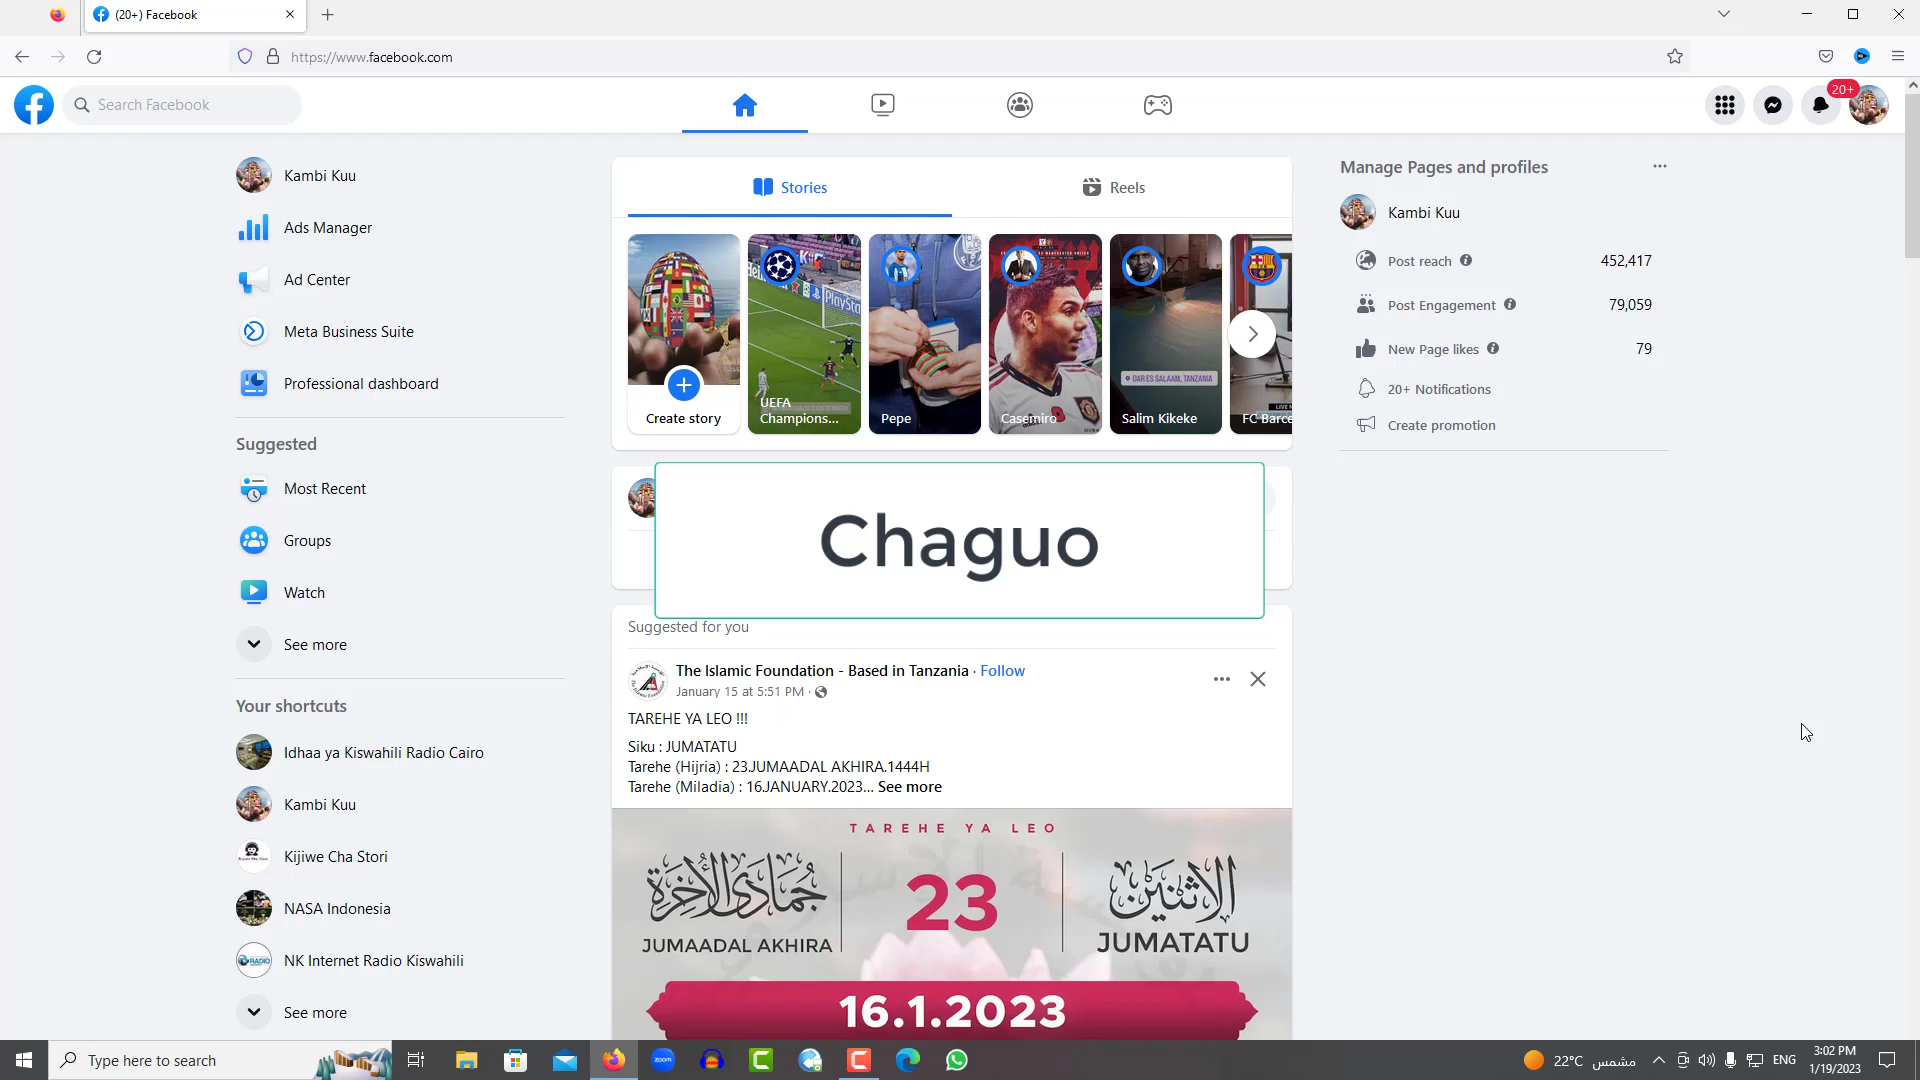 (20+) Facebook
https://www.facebook.com
Search Facebook
20+
Kambi Kuu
Ads Manager
Ad Center
Meta Business Suite
Professional dashboard
Suggested
Most Recent
Groups
Watch
See more
Your shortcuts
Idhaa ya Kiswahili Radio Cairo
Kambi Kuu
Kijiwe Cha Stori
NASA Indonesia
NK Internet Radio Kiswahili
See more
Stories
Reels
Create story
UEFA
Champions...
Pepe
Casemiro
DAR ES SALAAM, TANZANIA
Salim Kikeke
FC Barce
Chaguo
Suggested for you
The Islamic Foundation - Based in Tanzania · Follow
January 15 at 5:51 PM ·
TAREHE YA LEO !!!
Siku : JUMATATU
Tarehe (Hijria) : 23.JUMAADAL AKHIRA.1444H
Tarehe (Miladia) : 16.JANUARY.2023... See more
TAREHE YA LEO
جمادى الآخرة
JUMAADAL AKHIRA
23
الاثنين
JUMATATU
16.1.2023
Manage Pages and profiles
Kambi Kuu
Post reach 452,417
Post Engagement 79,059
New Page likes 79
20+ Notifications
Create promotion
Type here to search
zoom
22°C مشمس
ENG
3:02 PM
1/19/2023